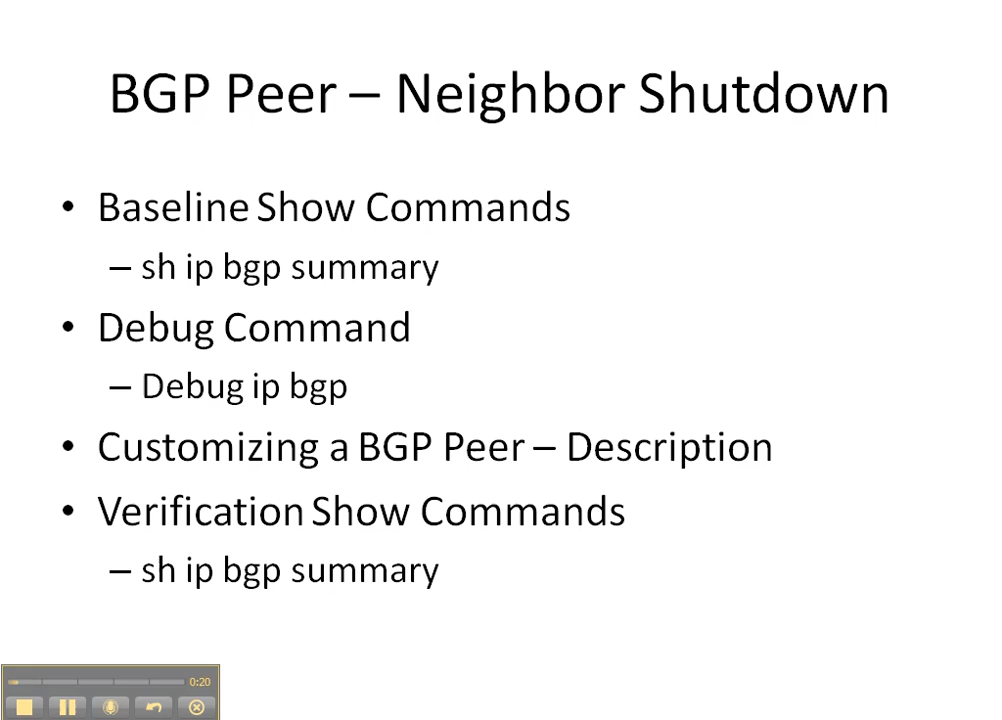 BGP Peer – Neighbor Shutdown
• Baseline Show Commands
– sh ip bgp summary
• Debug Command
– Debug ip bgp
• Customizing a BGP Peer – Description
• Verification Show Commands
– sh ip bgp summary
0:20